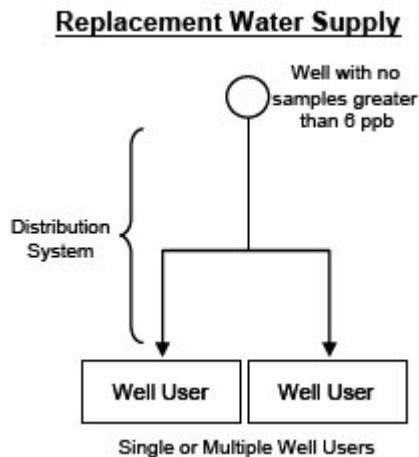 Replacement Water Supply
Well with no
samples greater
than 6 ppb
Distribution
System
Well User
Well User
Single or Multiple Well Users